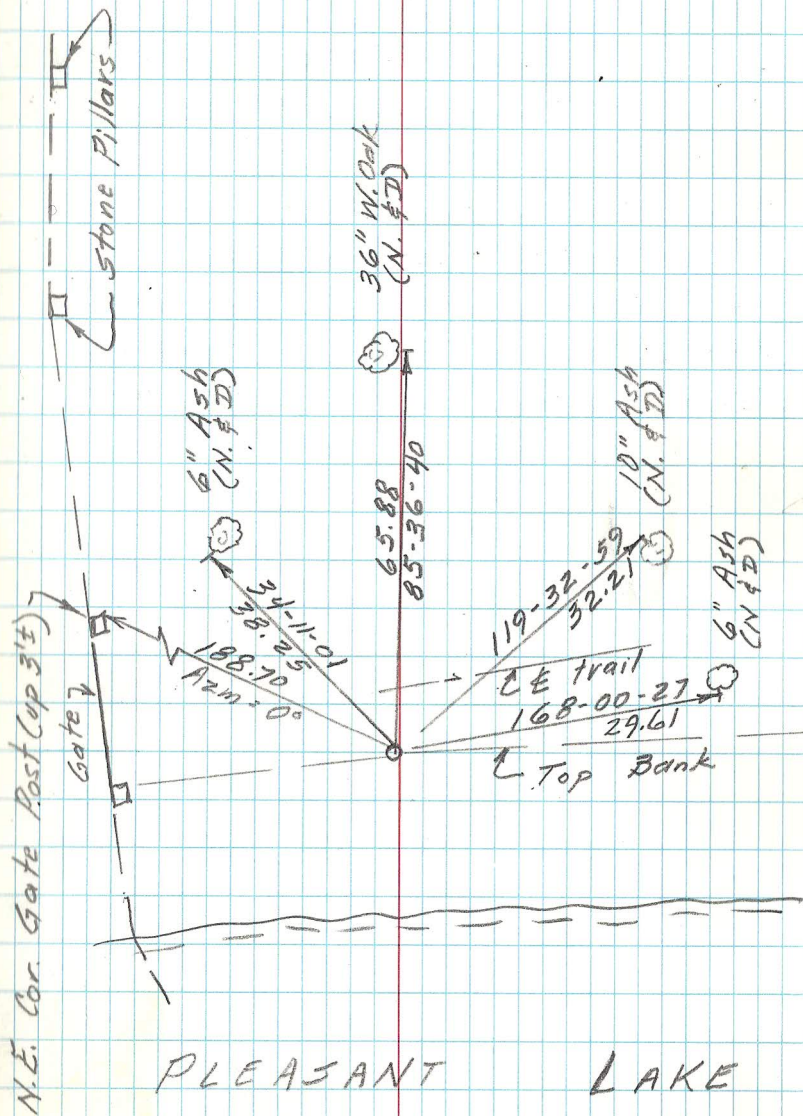 Stone Pillars
36" W. Oak
(N. & D)
6" Ash
(N. & D)
N.E. Cor. Gate Post (up 3'±)
Gate
10" Ash
(N. & D)
6" Ash
(N & D)
34-11-01
38.25
188.70
Azm = 0°
65.88
85-36-40
119-32-59
32.21
℄ trail
168-00-27
29.61
Top Bank
PLEASANT LAKE